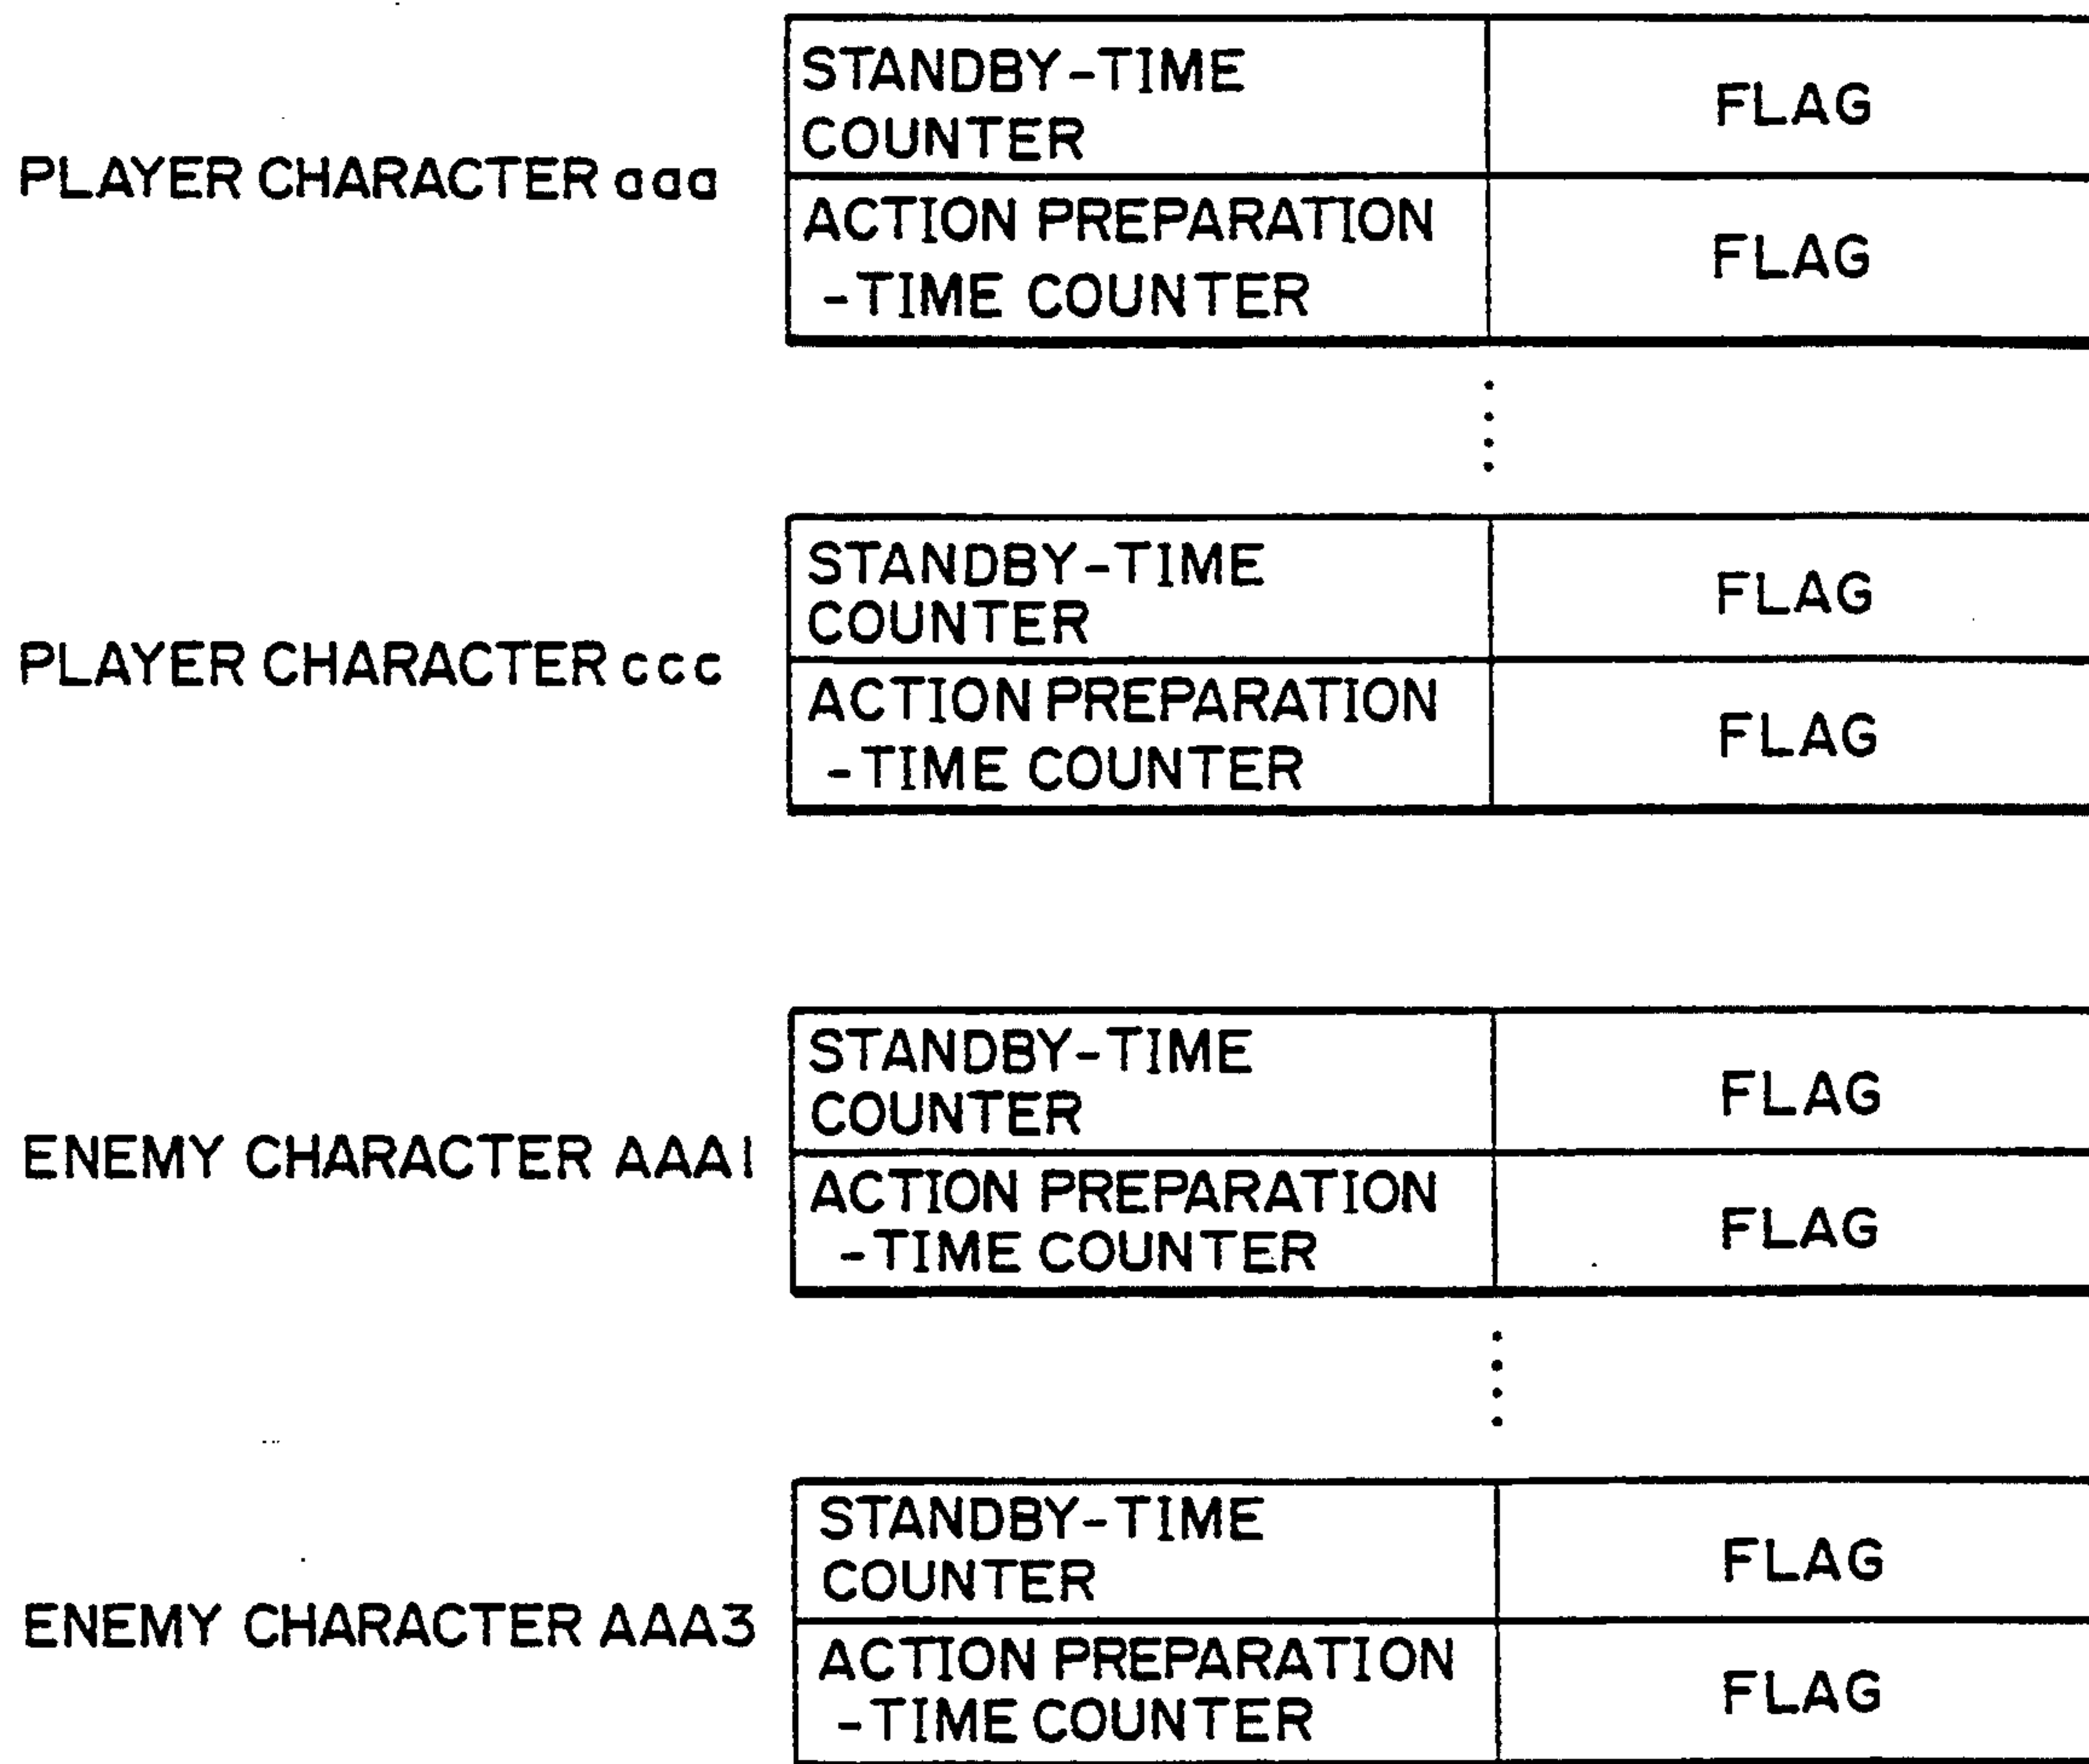 STANDBY-TIME
COUNTER
FLAG
PLAYER CHARACTER aaa
ACTION PREPARATION
-TIME COUNTER
FLAG
STANDBY-TIME
COUNTER
FLAG
PLAYER CHARACTER ccc
ACTION PREPARATION
-TIME COUNTER
FLAG
STANDBY-TIME
COUNTER
FLAG
ENEMY CHARACTER AAA1
ACTION PREPARATION
-TIME COUNTER
FLAG
STANDBY-TIME
COUNTER
FLAG
ENEMY CHARACTER AAA3
ACTION PREPARATION
-TIME COUNTER
FLAG